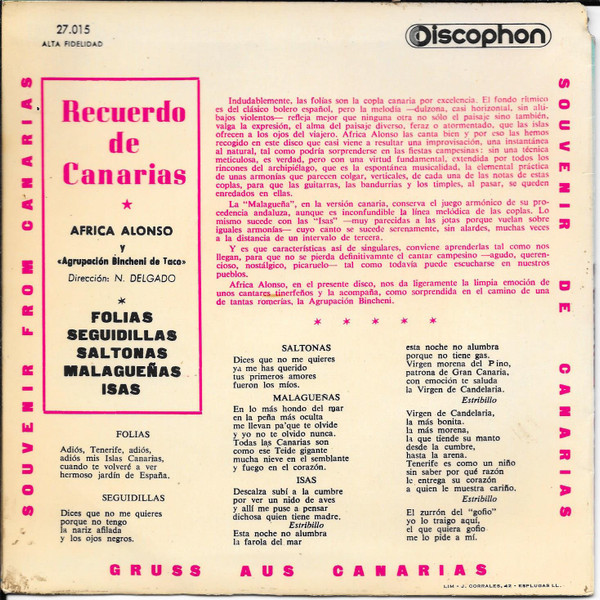 27.015
ALTA FIDELIDAD
Discophon
SOUVENIR FROM CANARIAS
Recuerdo
de
Canarias
AFRICA ALONSO
y
«Agrupación Bincheni de Taco»
Dirección: N. DELGADO
FOLIAS
SEGUIDILLAS
SALTONAS
MALAGUEÑAS
ISAS
Indudablemente, las folías son la copla canaria por excelencia. El fondo rítmico
es del clásico bolero español, pero la melodía —dulzona, casi horizontal, sin alu-
bajos violentos— refleja mejor que ninguna otra no sólo el paisaje sino también,
valga la expresión, el alma del paisaje diverso, feraz o atormentado, que las islas
ofrecen a los ojos del viajero. Africa Alonso las canta bien y por eso las hemos
recogido en este disco que casi viene a resultar una improvisación, una instantánea
al natural, tal como podría sorprenderse en las fiestas campesinas: sin una técnica
meticulosa, es verdad, pero con una virtud fundamental, extendida por todos los
rincones del archipiélago, que es la espontánea musicalidad, la elemental práctica
de unas armonías que parecen colgar, verticales, de cada una de las notas de estas
coplas, para que las guitarras, las bandurrias y los timples, al pasar, se queden
enredados en ellas.
La "Malagueña", en la versión canaria, conserva el juego armónico de su pro-
cedencia andaluza, aunque es inconfundible la línea melódica de las coplas. Lo
mismo sucede con las "Isas" —muy parecidas a las jotas porque vuelan sobre
iguales armonías— cuyo canto se sucede serenamente, sin alardes, muchas veces
a la distancia de un intervalo de tercera.
Y es que características así de singulares, conviene aprenderlas tal como nos
llegan, para que no se pierda definitivamnte el cantar campesino —agudo, queren-
cioso, nostálgico, picaruelo— tal como todavía puede escucharse en nuestros
pueblos.
Africa Alonso, en el presente disco, nos da ligeramente la limpia emoción de
unos cantares tinerfeños y la acompaña, como sorprendida en el camino de una
de tantas romerías, la Agrupación Bincheni.
SOUVENIR DE CANARIAS
FOLIAS
Adiós, Tenerife, adiós,
adiós mis Islas Canarias,
cuando te volveré a ver
hermoso jardín de España.
SEGUIDILLAS
Dices que no me quieres
porque no tengo
la nariz afilada
y los ojos negros.
SALTONAS
Dices que no me quieres
ya me has querido
tus primeros amores
fueron los míos.
MALAGUEÑAS
En lo más hondo del mar
en la peña más oculta
me llevan pa'que te olvide
y yo no te olvido nunca.
Todas las Canarias son
como ese Teide gigante
mucha nieve en el semblante
y fuego en el corazón.
ISAS
Descalza subí a la cumbre
por ver un nido de aves
y allí me puse a pensar
dichosa quien tiene madre.
Estribillo
Esta noche no alumbra
la farola del mar
esta noche no alumbra
porque no tiene gas.
Virgen morena del Pino,
patrona de Gran Canaria,
con emoción te saluda
la Virgen de Candelaria.
Estribillo
Virgen de Candelaria,
la más bonita.
la más morena,
la que tiende su manto
desde la cumbre,
hasta la arena.
Tenerife es como un niño
sin saber por qué razón
le entrega su corazón
a quien le muestra cariño.
Estribillo
El zurrón del "gofio"
yo lo traigo aquí,
el que quiera gofio
me lo pide a mí.
GRUSS AUS CANARIAS
LIM - J. CORRALES, 42 - ESPLUGAS LL.